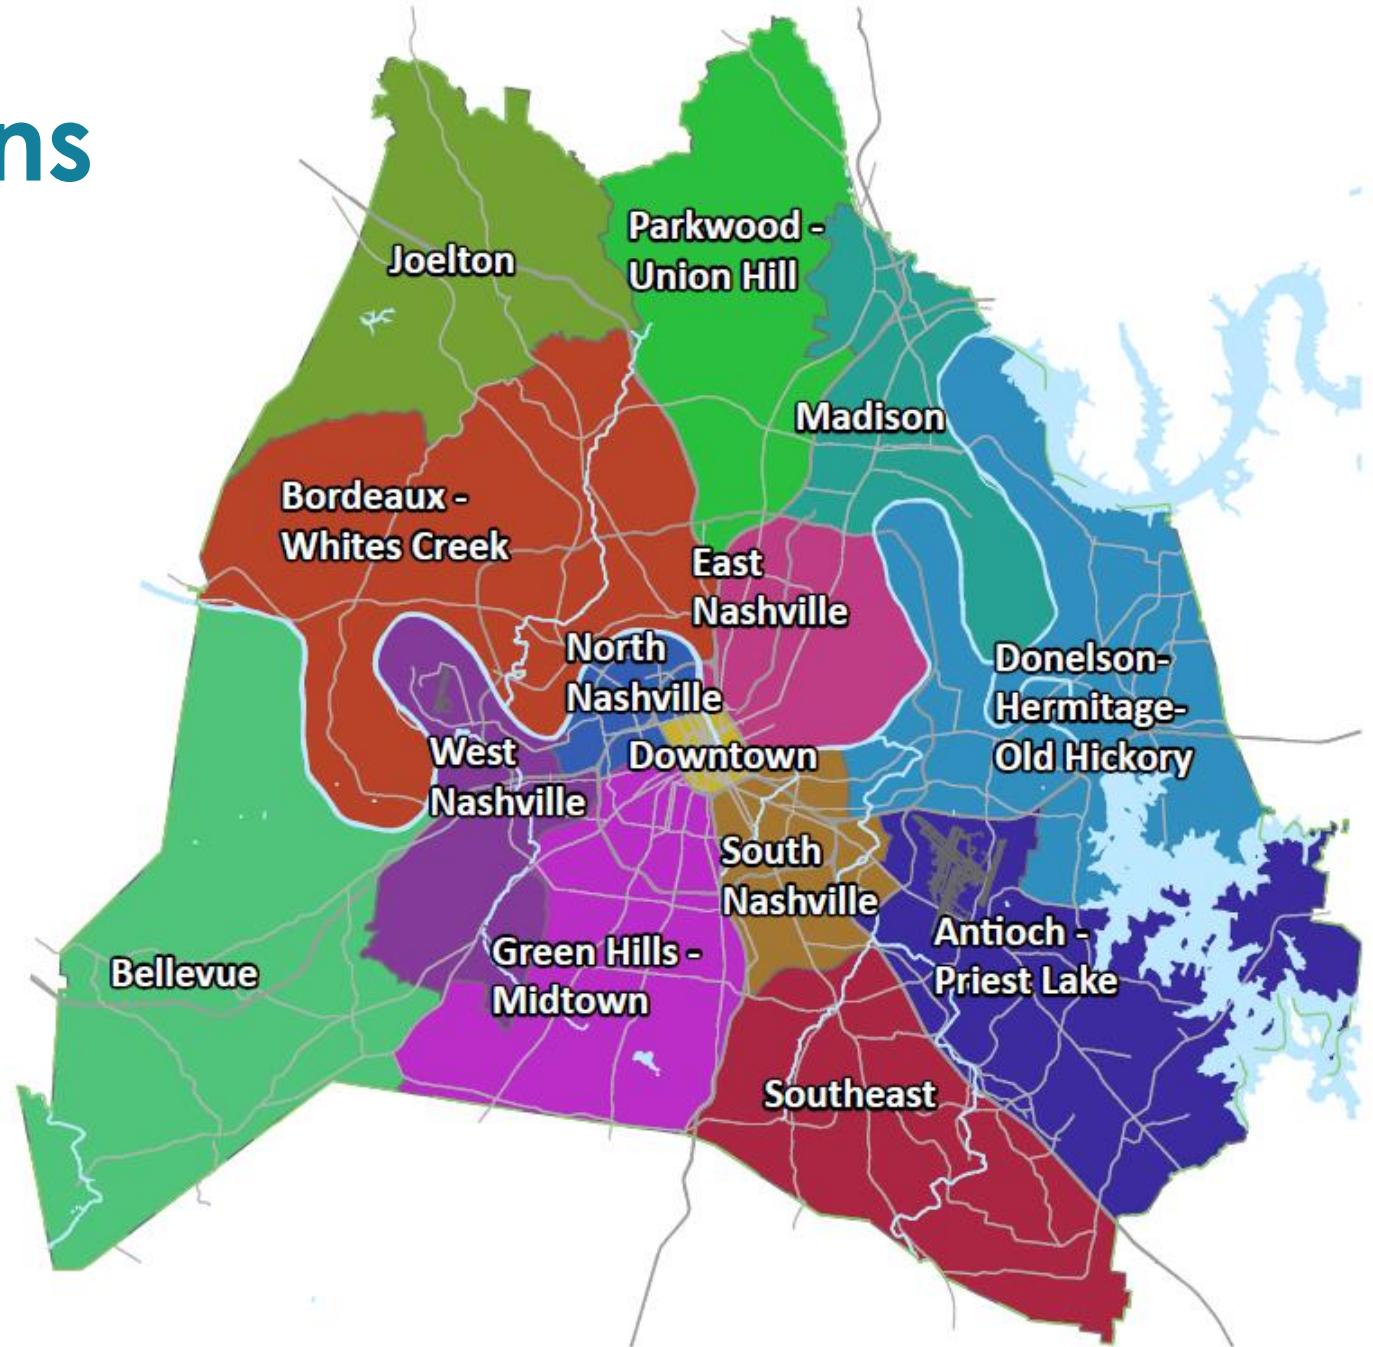 ns
Joelton
Parkwood -
Union Hill
Madison
Bordeaux -
Whites Creek
East
Nashville
North
Nashville
Donelson-
Hermitage-
Old Hickory
West
Nashville
Downtown
South
Nashville
Antioch -
Priest Lake
Green Hills -
Midtown
Bellevue
Southeast